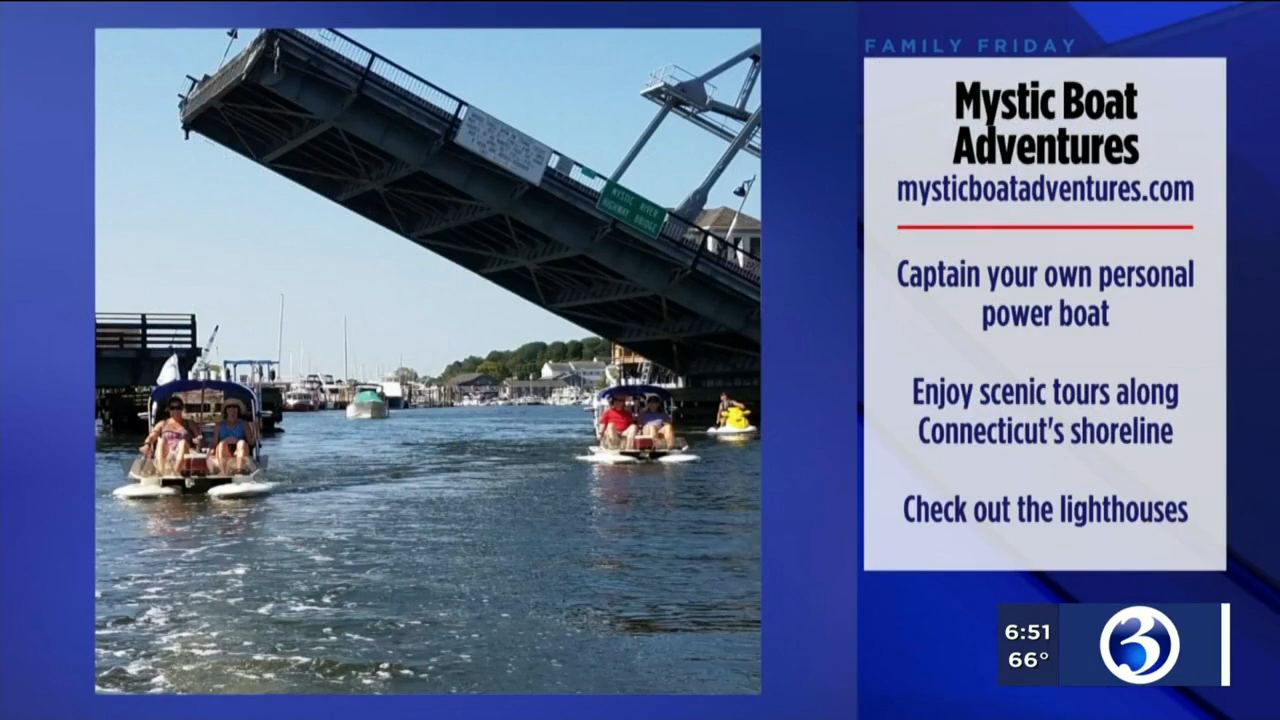 FAMILY FRIDAY
Mystic Boat
Adventures
mysticboatadventures.com
Captain your own personal
power boat
Enjoy scenic tours along
Connecticut's shoreline
Check out the lighthouses
MYSTIC RIVER
HIGHWAY BRIDGE
6:51
66°
3